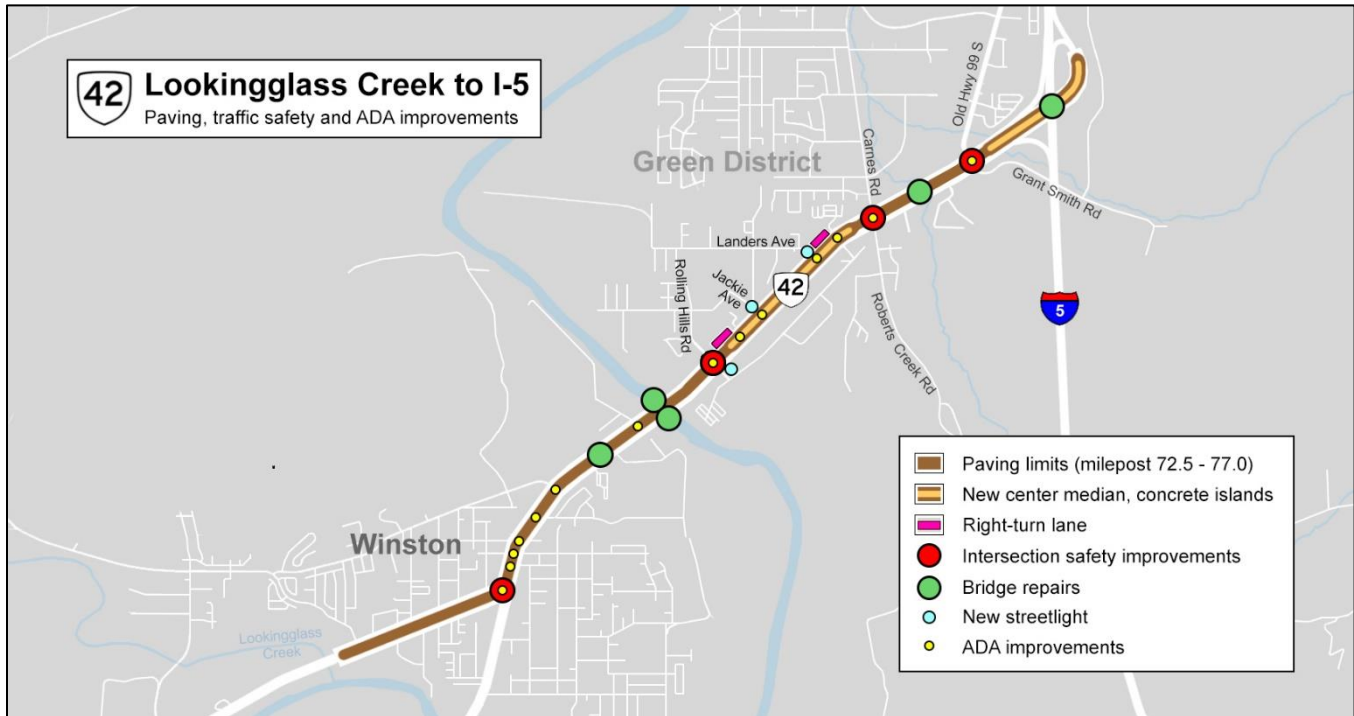 42
Lookingglass Creek to I-5
Paving, traffic safety and ADA improvements
Green District
Old Hwy 99 S
Carnes Rd
Grant Smith Rd
Landers Ave
Rolling Hills Rd
Jackie
Ave
42
Roberts Creek Rd
5
Winston
Lookingglass
Creek
Paving limits (milepost 72.5 - 77.0)
New center median, concrete islands
Right-turn lane
Intersection safety improvements
Bridge repairs
New streetlight
ADA improvements